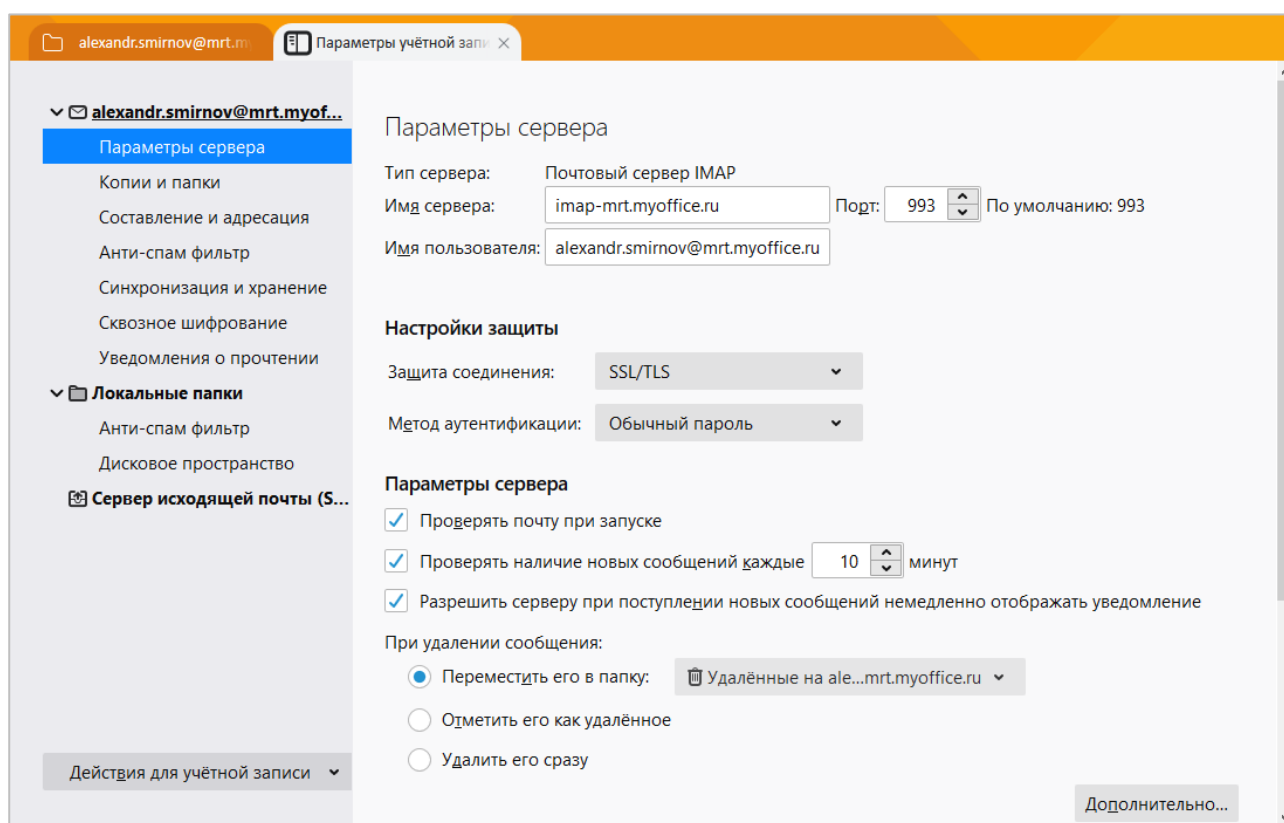 alexandr.smirnov@mrt.m
Параметры учётной запи
alexandr.smirnov@mrt.myof...
Параметры сервера
Копии и папки
Составление и адресация
Анти-спам фильтр
Синхронизация и хранение
Сквозное шифрование
Уведомления о прочтении
Локальные папки
Анти-спам фильтр
Дисковое пространство
Сервер исходящей почты (S...
Действия для учётной записи
Параметры сервера
Тип сервера: Почтовый сервер IMAP
Имя сервера: imap-mrt.myoffice.ru Порт: 993 По умолчанию: 993
Имя пользователя: alexandr.smirnov@mrt.myoffice.ru
Настройки защиты
Защита соединения: SSL/TLS
Метод аутентификации: Обычный пароль
Параметры сервера
Проверять почту при запуске
Проверять наличие новых сообщений каждые 10 минут
Разрешить серверу при поступлении новых сообщений немедленно отображать уведомление
При удалении сообщения:
Переместить его в папку: Удалённые на ale...mrt.myoffice.ru
Отметить его как удалённое
Удалить его сразу
Дополнительно...